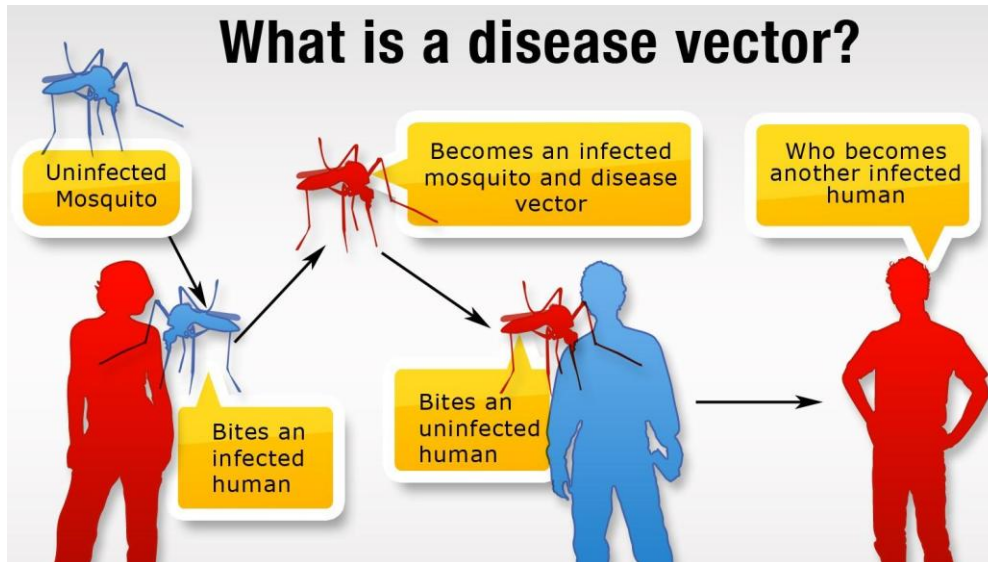 What is a disease vector?
Uninfected
Mosquito
Bites an
infected
human
Becomes an infected
mosquito and disease
vector
Bites an
uninfected
human
Who becomes
another infected
human